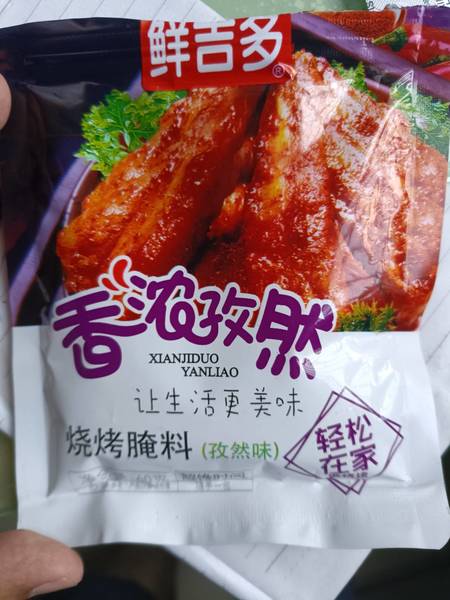 鲜吉多
®
香浓孜然
XIANJIDUO
YANLIAO
让生活更美味
烧烤腌料(孜然味)
轻松
在家